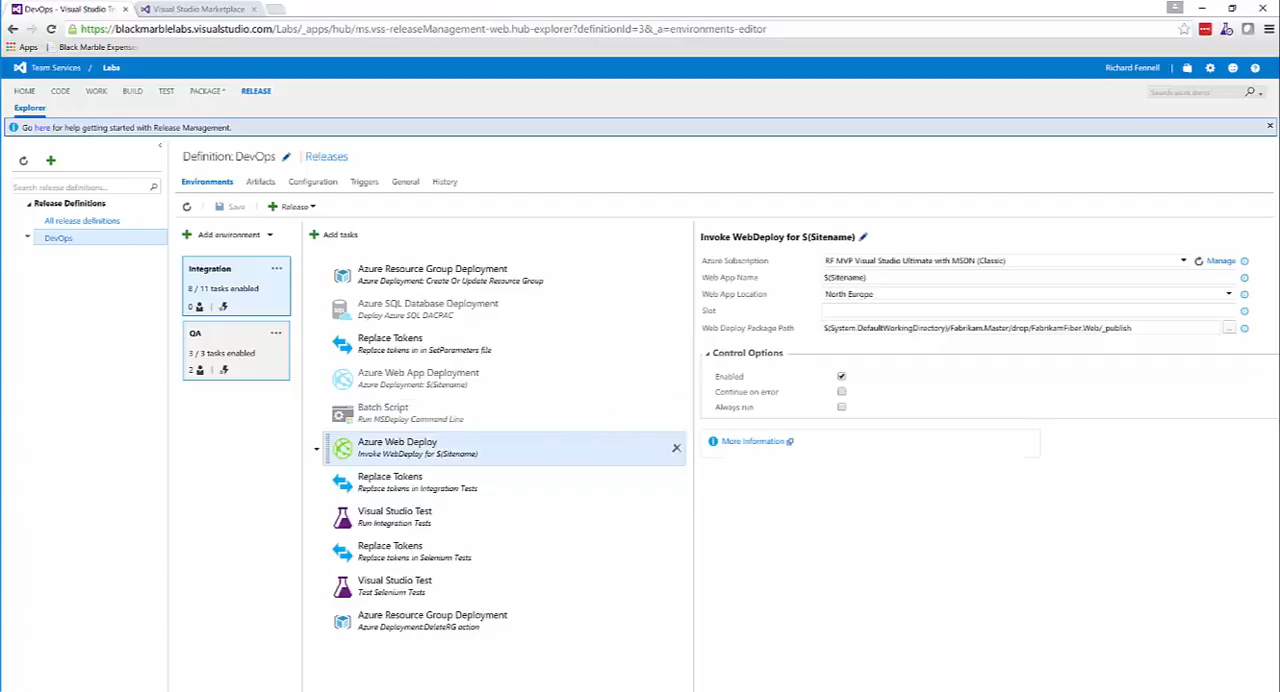 DevOps - Visual Studio Te
Visual Studio Marketplace
https://blackmarblelabs.visualstudio.com/Labs/_apps/hub/ms.vss-releaseManagement-web.hub-explorer?definitionId=3&_a=environments-editor
Apps
Black Marble Expense
Team Services / Labs
Richard Fennell
HOME CODE WORK BUILD TEST PACKAGE* RELEASE
Search work items
Explorer
Go here for help getting started with Release Management.
Definition: DevOps | Releases
Search release definitions...
Environments Artifacts Configuration Triggers General History
Release Definitions
All release definitions
DevOps
Save
Release
Add environment
Add tasks
Integration
8 / 11 tasks enabled
0
QA
3 / 3 tasks enabled
2
Azure Resource Group Deployment
Azure Deployment: Create Or Update Resource Group
Azure SQL Database Deployment
Deploy Azure SQL DACPAC
Replace Tokens
Replace tokens in in SetParameters file
Azure Web App Deployment
Azure Deployment: $(Sitename)
Batch Script
Run MSDeploy Command Line
Azure Web Deploy
Invoke WebDeploy for $(Sitename)
Replace Tokens
Replace tokens in Integration Tests
Visual Studio Test
Run Integration Tests
Replace Tokens
Replace tokens in Selenium Tests
Visual Studio Test
Test Selenium Tests
Azure Resource Group Deployment
Azure Deployment:DeleteRG action
Invoke WebDeploy for $(Sitename)
Azure Subscription RF MVP Visual Studio Ultimate with MSDN (Classic) Manage
Web App Name $(Sitename)
Web App Location North Europe
Slot
Web Deploy Package Path $(System.DefaultWorkingDirectory)/Fabrikam.Master/drop/FabrikamFiber.Web/_publish ...
Control Options
Enabled
Continue on error
Always run
More Information